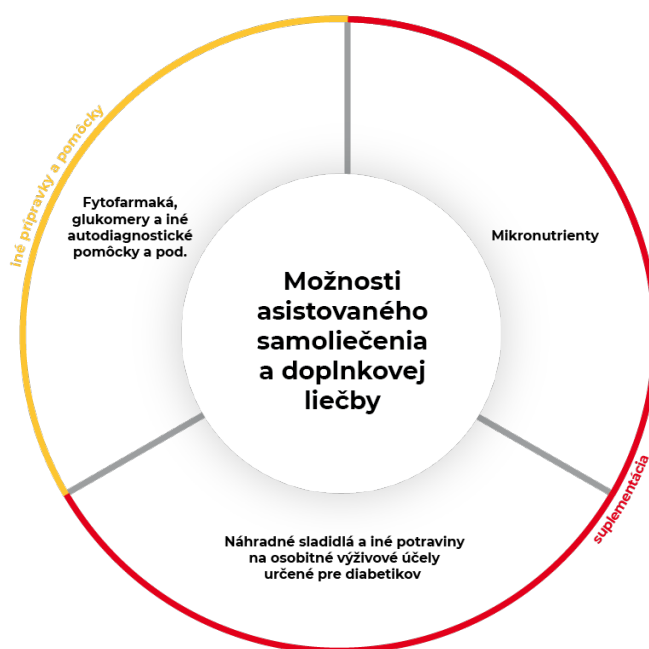 Iné prípravky a pomôcky
Fytofarmaká,
glukomery a iné
autodiagnostické
pomôcky a pod.
Mikronutrienty
Možnosti
asistovaného
samoliečenia
a doplnkovej
liečby
suplementácia
Náhradné sladidlá a iné potraviny
na osobitné výživové účely
určené pre diabetikov